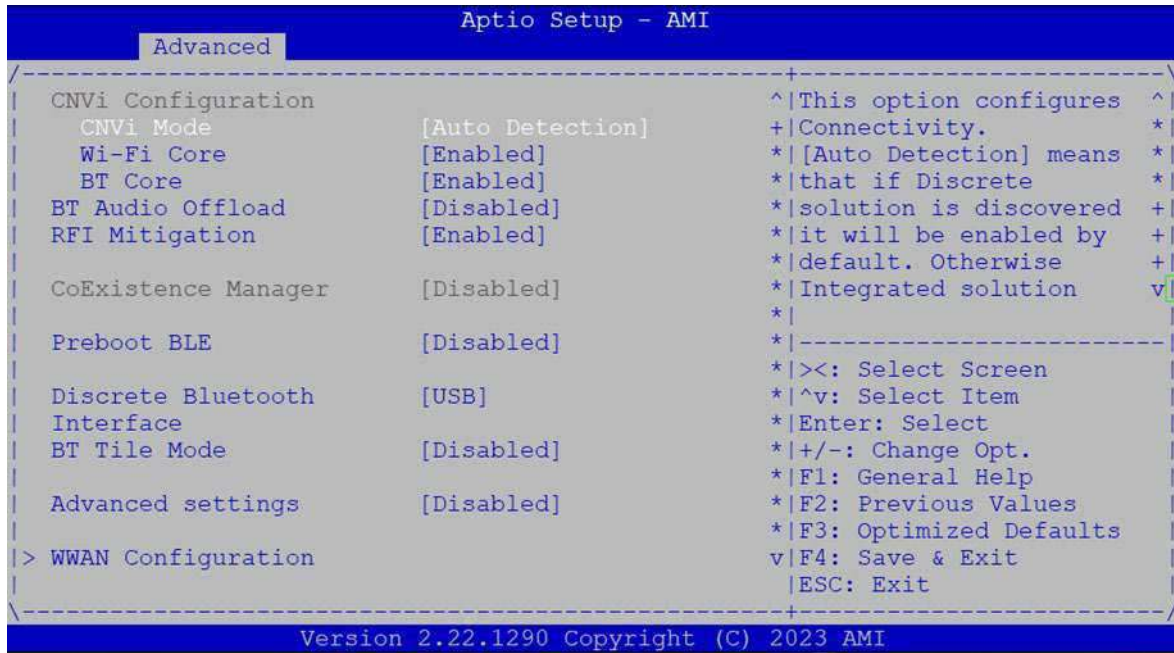 Aptio Setup - AMI
Advanced
CNVi Configuration
CNVi Mode [Auto Detection]
Wi-Fi Core [Enabled]
BT Core [Enabled]
BT Audio Offload [Disabled]
RFI Mitigation [Enabled]
CoExistence Manager [Disabled]
Preboot BLE [Disabled]
Discrete Bluetooth [USB]
Interface
BT Tile Mode [Disabled]
Advanced settings [Disabled]
> WWAN Configuration
This option configures
Connectivity.
[Auto Detection] means
that if Discrete
solution is discovered
it will be enabled by
default. Otherwise
Integrated solution
><: Select Screen
^v: Select Item
Enter: Select
+/-: Change Opt.
F1: General Help
F2: Previous Values
F3: Optimized Defaults
F4: Save & Exit
ESC: Exit
Version 2.22.1290 Copyright (C) 2023 AMI